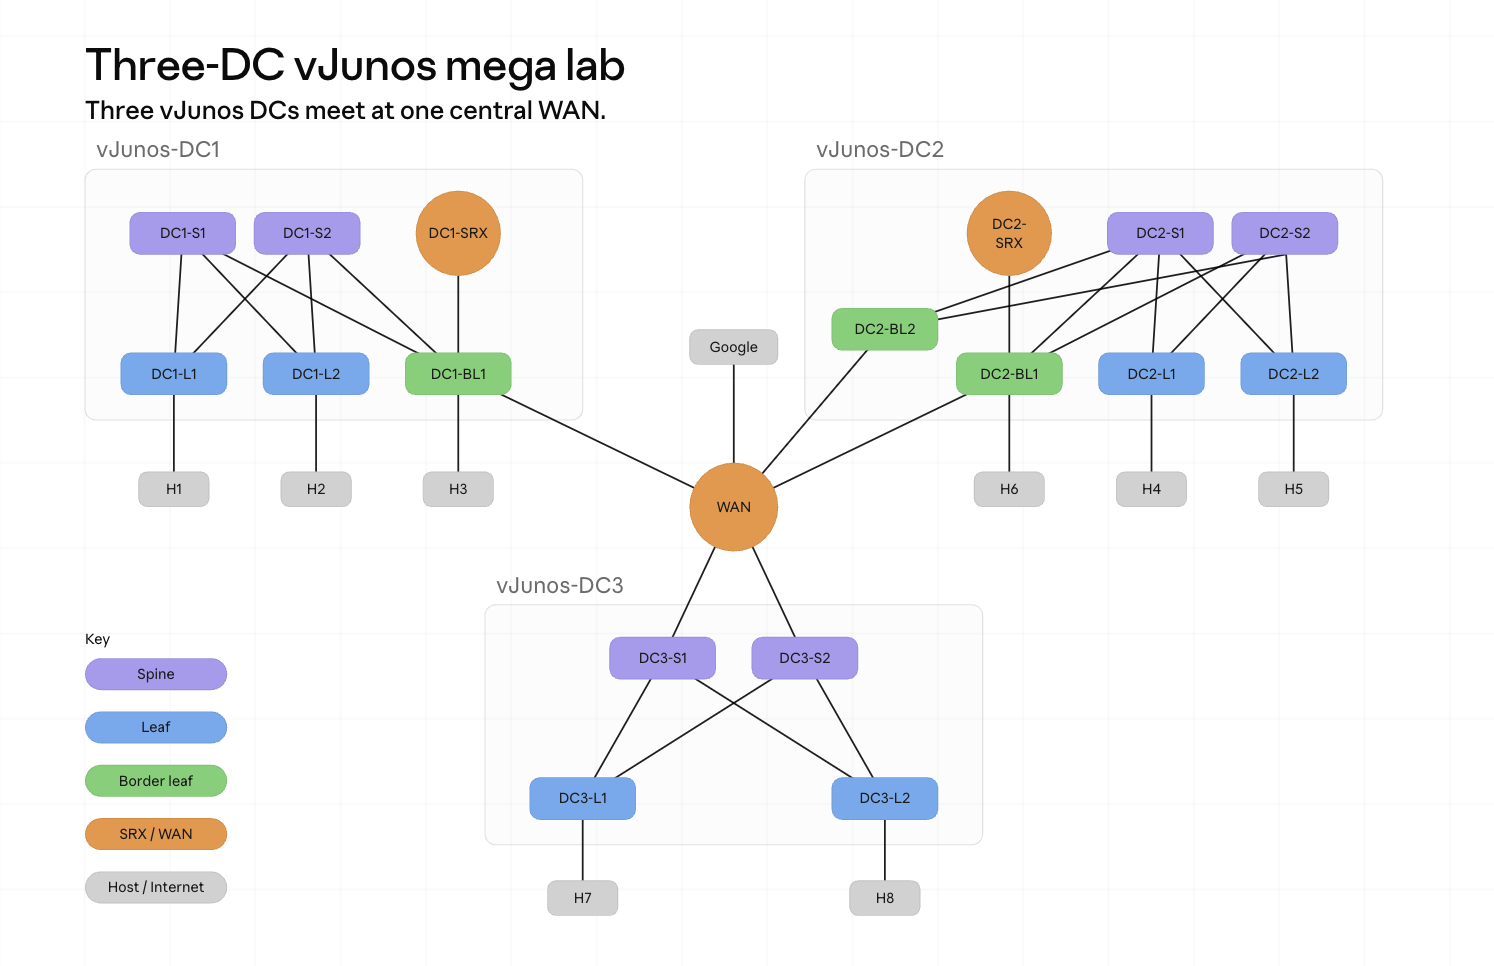 Three-DC vJunos mega lab
Three vJunos DCs meet at one central WAN.
vJunos-DC1
vJunos-DC2
DC1-S1
DC1-S2
DC1-SRX
DC2-
SRX
DC2-S1
DC2-S2
DC2-BL2
Google
DC1-L1
DC1-L2
DC1-BL1
DC2-BL1
DC2-L1
DC2-L2
H1
H2
H3
WAN
H6
H4
H5
vJunos-DC3
DC3-S1
DC3-S2
DC3-L1
DC3-L2
H7
H8
Key
Spine
Leaf
Border leaf
SRX / WAN
Host / Internet